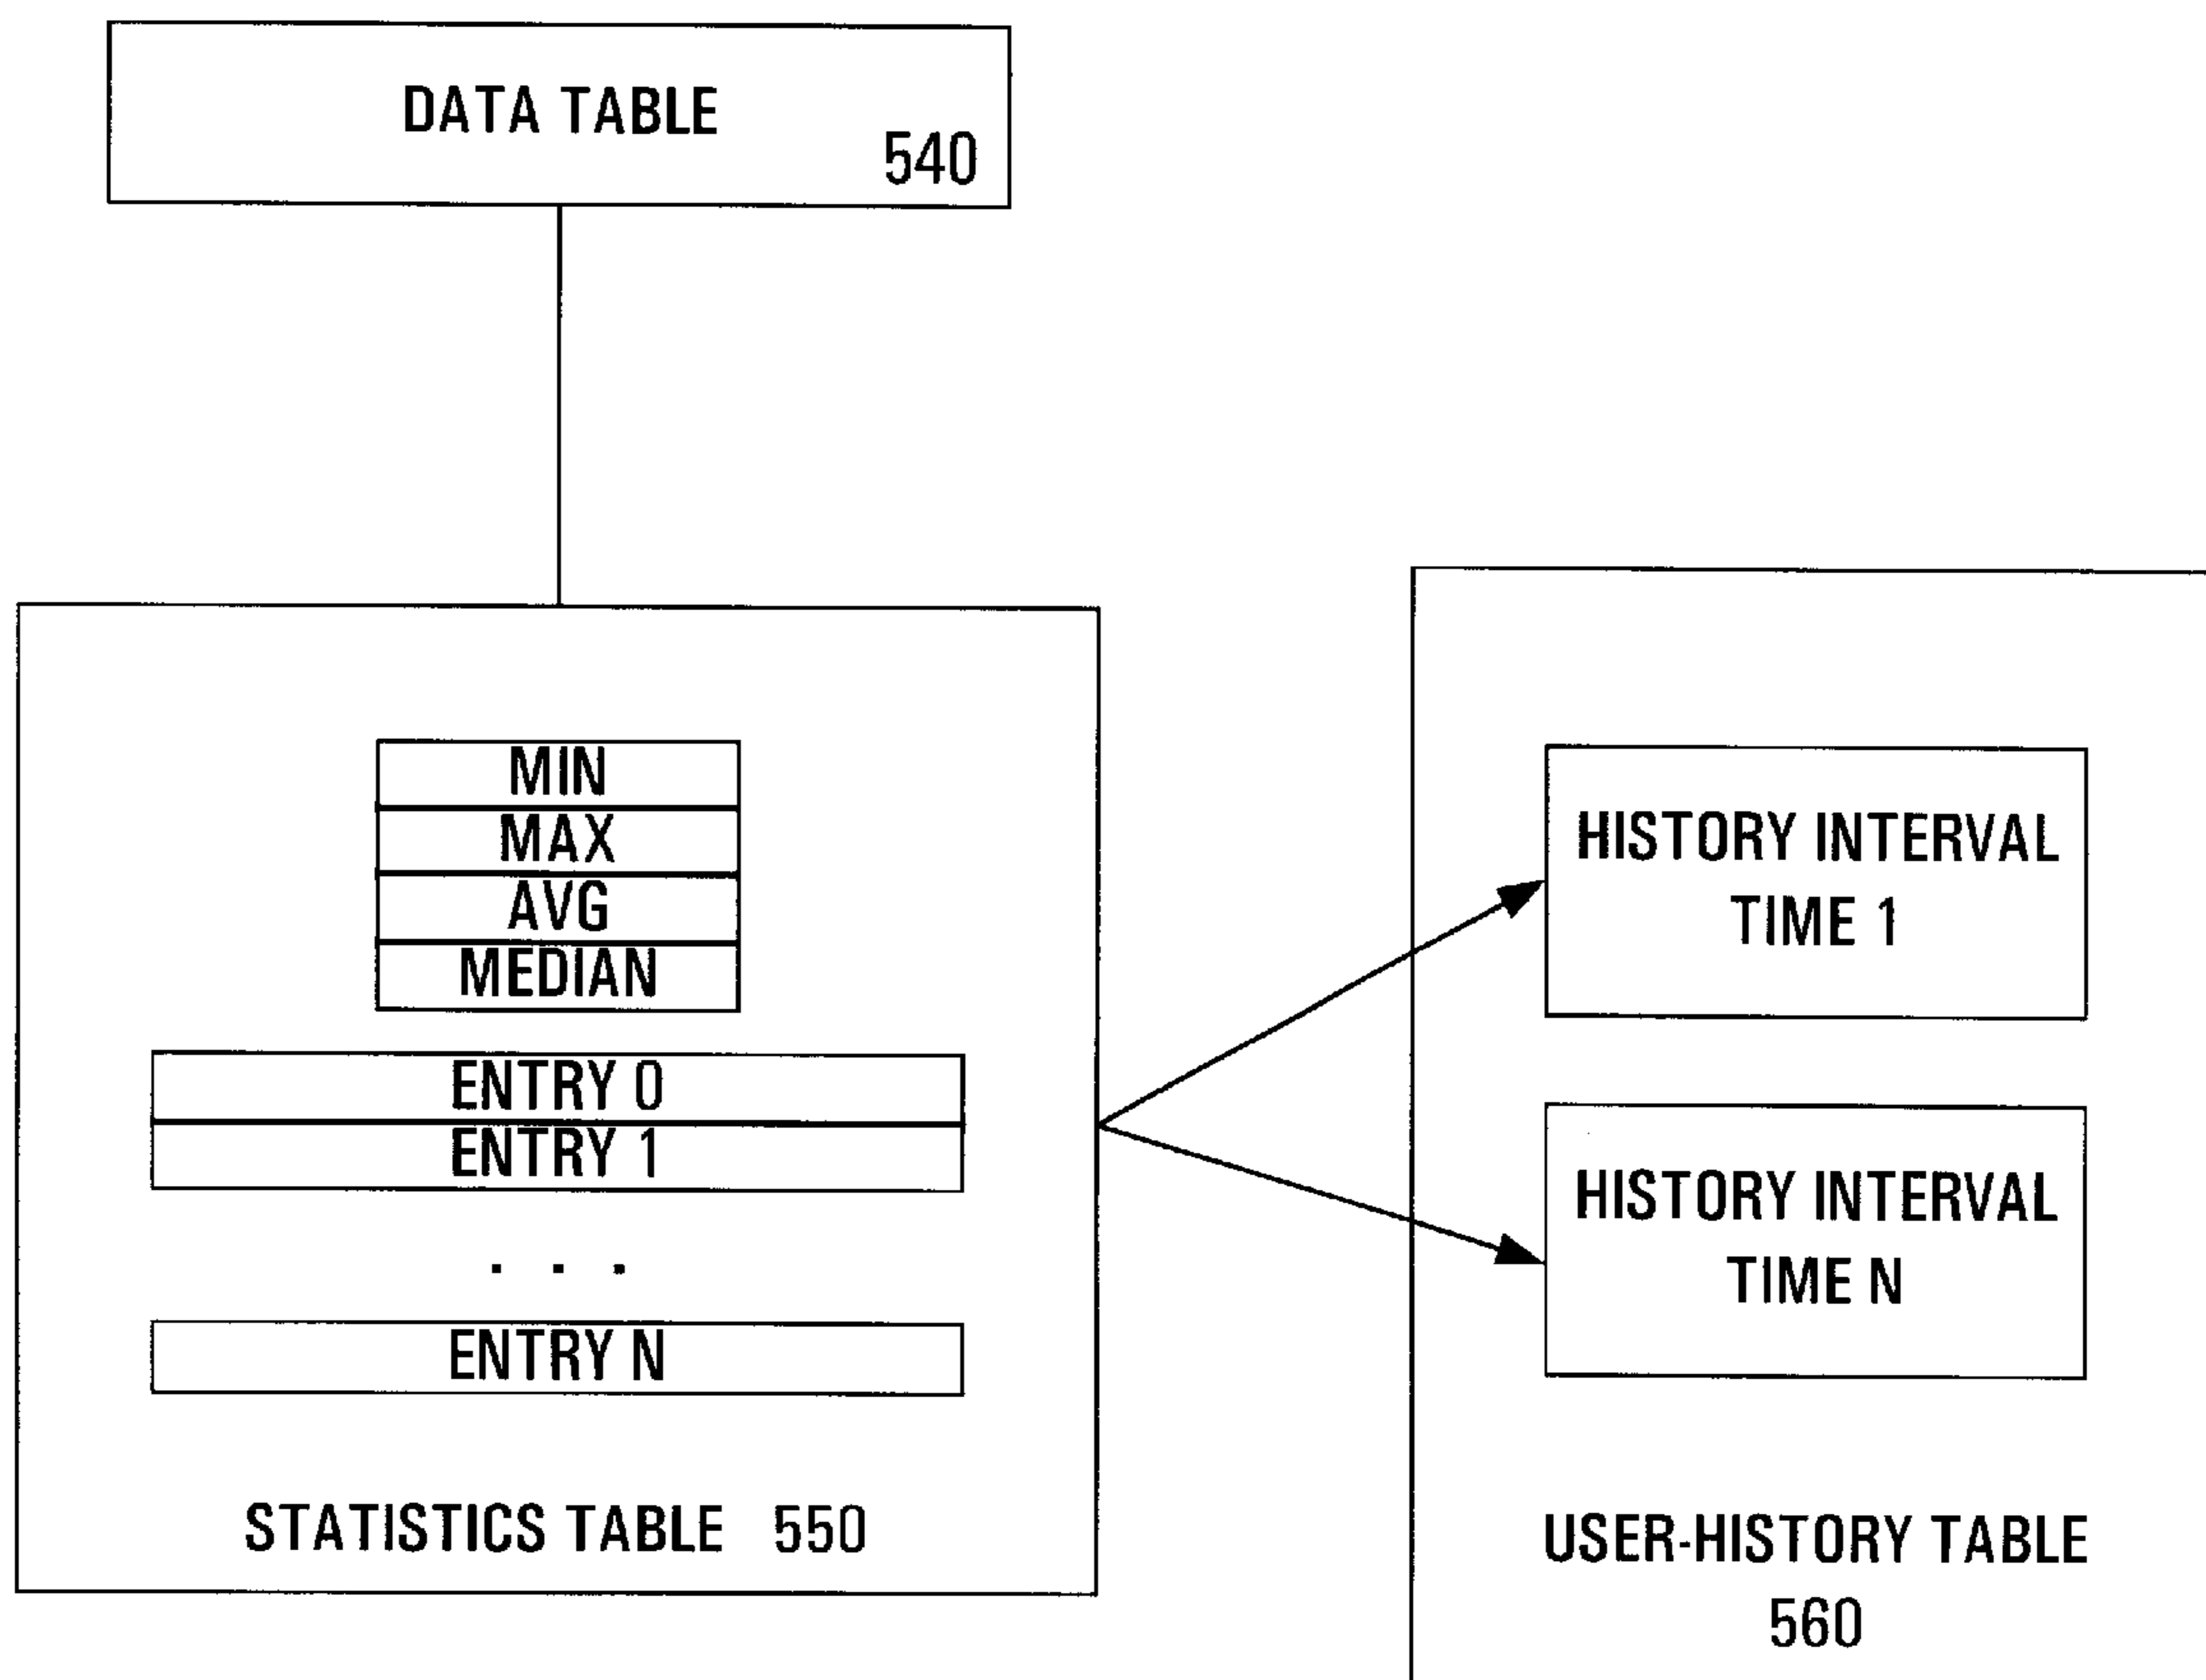 DATA TABLE
540
MIN
MAX
AVG
MEDIAN
ENTRY 0
ENTRY 1
. . .
ENTRY N
STATISTICS TABLE 550
HISTORY INTERVAL
TIME 1
HISTORY INTERVAL
TIME N
USER-HISTORY TABLE
560